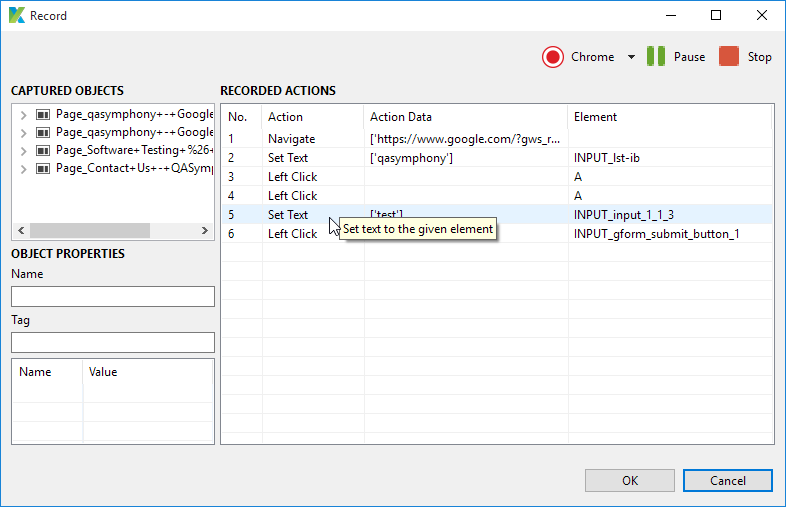 Record
Chrome Pause Stop
CAPTURED OBJECTS
Page_qasymphony+-+Google
Page_qasymphony+-+Google
Page_Software+Testing+%26+
Page_Contact+Us+-+QASymp
OBJECT PROPERTIES
Name
Tag
Name Value
RECORDED ACTIONS
No. Action Action Data Element
1 Navigate ['https://www.google.com/?gws_r...
2 Set Text ['qasymphony'] INPUT_lst-ib
3 Left Click A
4 Left Click A
5 Set Text ['test'] INPUT_input_1_1_3
Set text to the given element
6 Left Click INPUT_gform_submit_button_1
OK Cancel